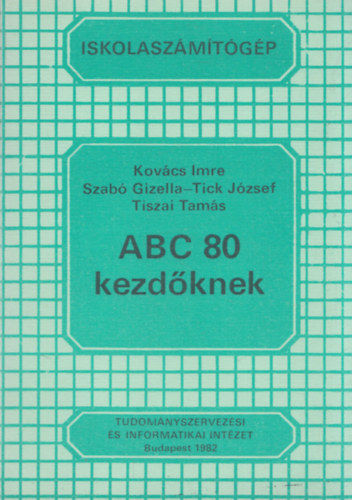 ISKOLASZÁMÍTÓGÉP
Kovács Imre
Szabó Gizella–Tick József
Tiszai Tamás
ABC 80
kezdőknek
TUDOMÁNYSZERVEZÉSI
ÉS INFORMATIKAI INTÉZET
Budapest 1982